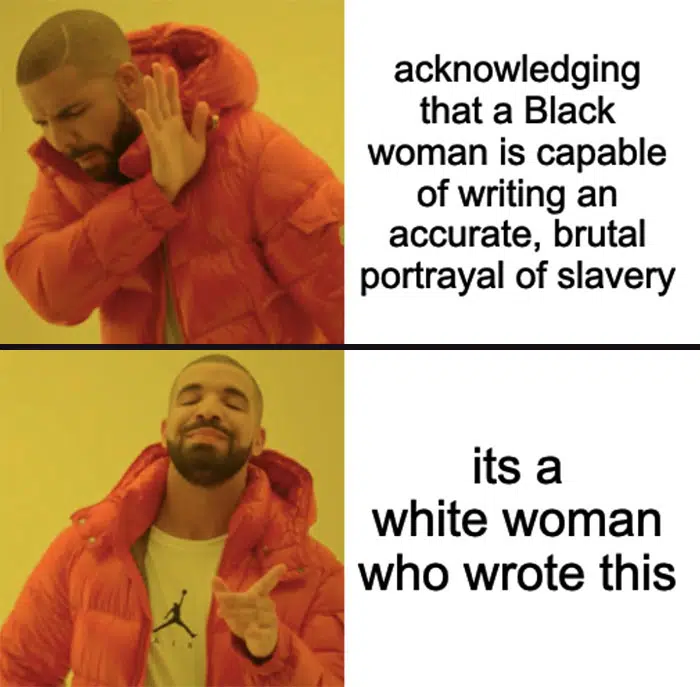 acknowledging
that a Black
woman is capable
of writing an
accurate, brutal
portrayal of slavery
its a
white woman
who wrote this